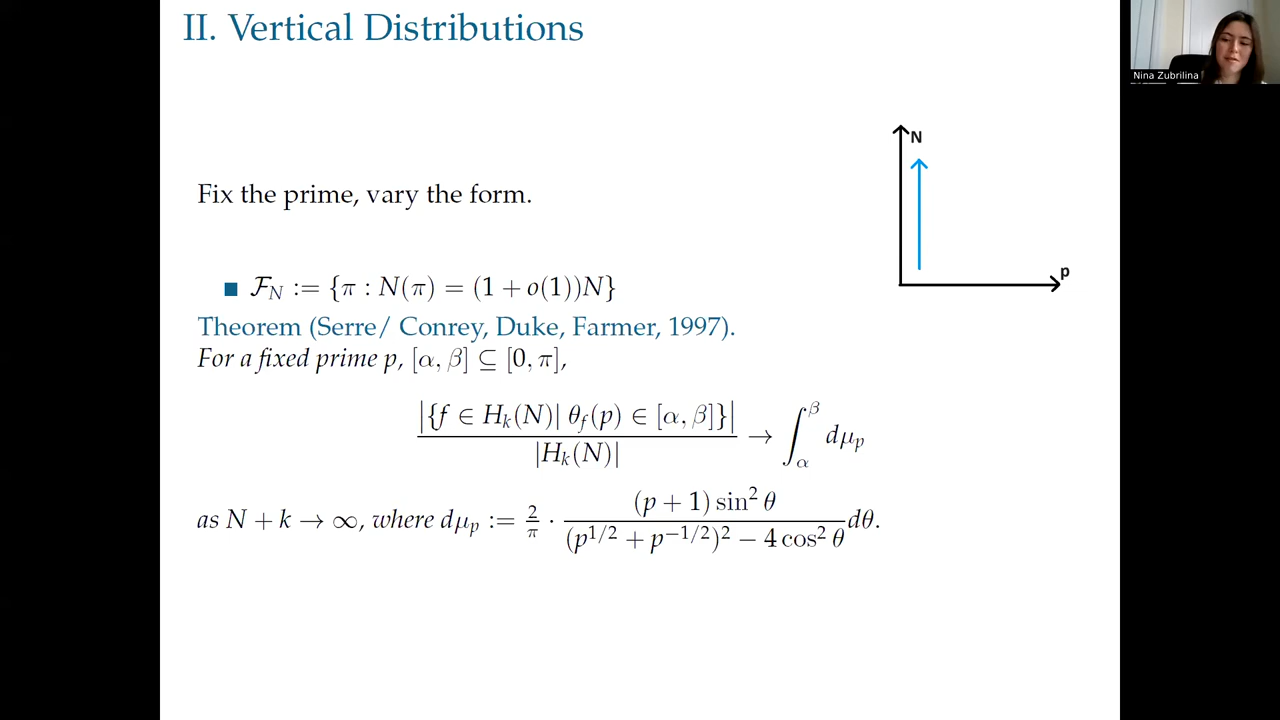 II. Vertical Distributions
Nina Zubrilina
N
Fix the prime, vary the form.
p
■ 𝓕_N := {π : N(π) = (1 + o(1))N}
Theorem (Serre/ Conrey, Duke, Farmer, 1997).
For a fixed prime p, [α, β] ⊆ [0, π],
|{f ∈ H_k(N)| θ_f(p) ∈ [α, β]}| / |H_k(N)| → ∫_α^β dμ_p
as N + k → ∞, where dμ_p := 2/π · (p + 1) sin² θ / ((p^{1/2} + p^{−1/2})² − 4 cos² θ) dθ.